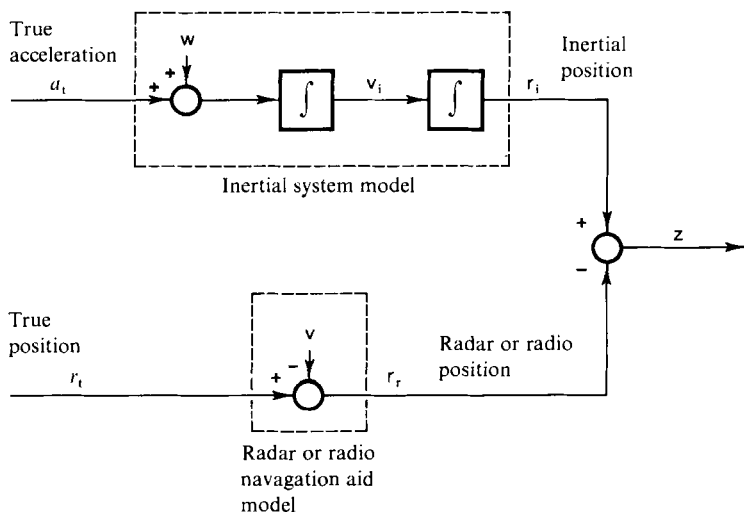 True
acceleration
a_t
w
+
+
∫
v_i
∫
r_i
Inertial
position
Inertial system model
+
−
z
True
position
r_t
v
−
+
r_r
Radar or radio
position
Radar or radio
navagation aid
model